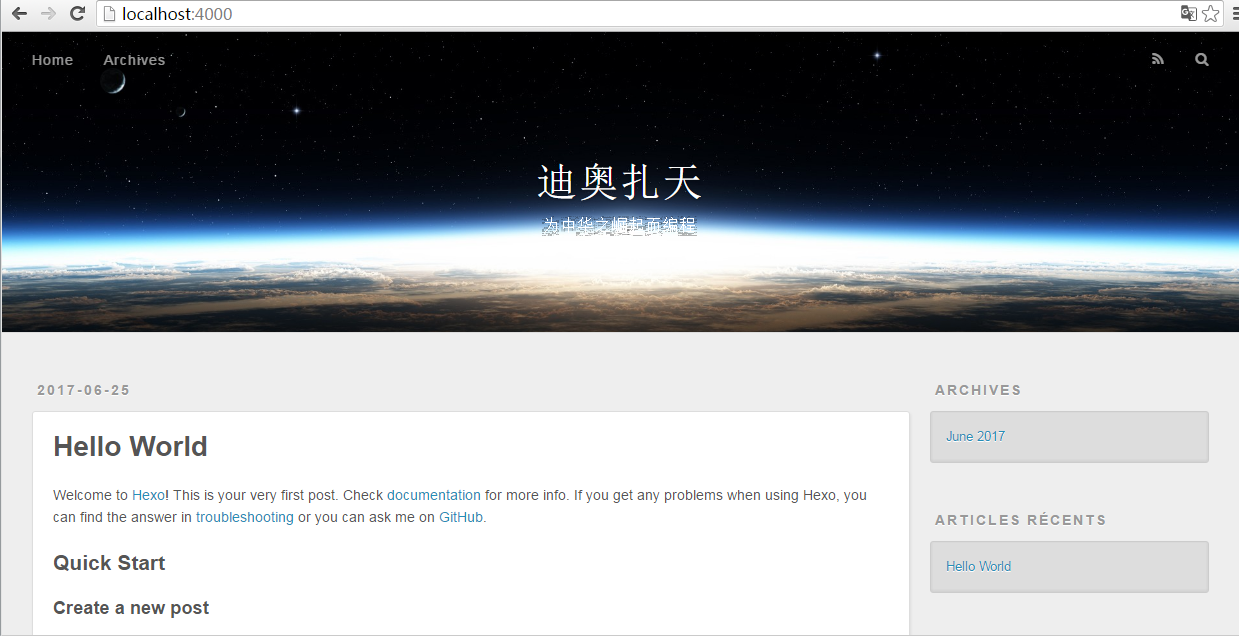 localhost:4000
Home Archives
迪奥扎天
为中华之崛起而编程
2017-06-25
Hello World
Welcome to Hexo! This is your very first post. Check documentation for more info. If you get any problems when using Hexo, you
can find the answer in troubleshooting or you can ask me on GitHub.
Quick Start
Create a new post
ARCHIVES
June 2017
ARTICLES RÉCENTS
Hello World